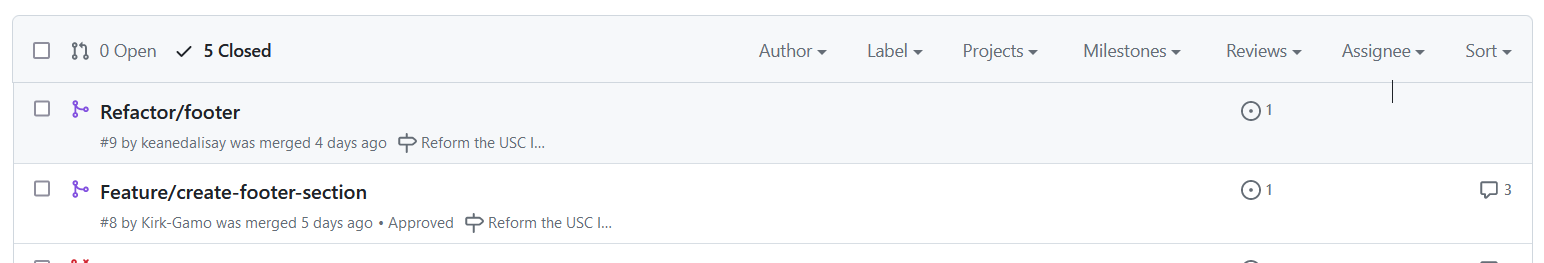 0 Open 5 Closed Author Label Projects Milestones Reviews Assignee Sort
Refactor/footer 1
#9 by keanedalisay was merged 4 days ago Reform the USC I...
Feature/create-footer-section 1 3
#8 by Kirk-Gamo was merged 5 days ago • Approved Reform the USC I...